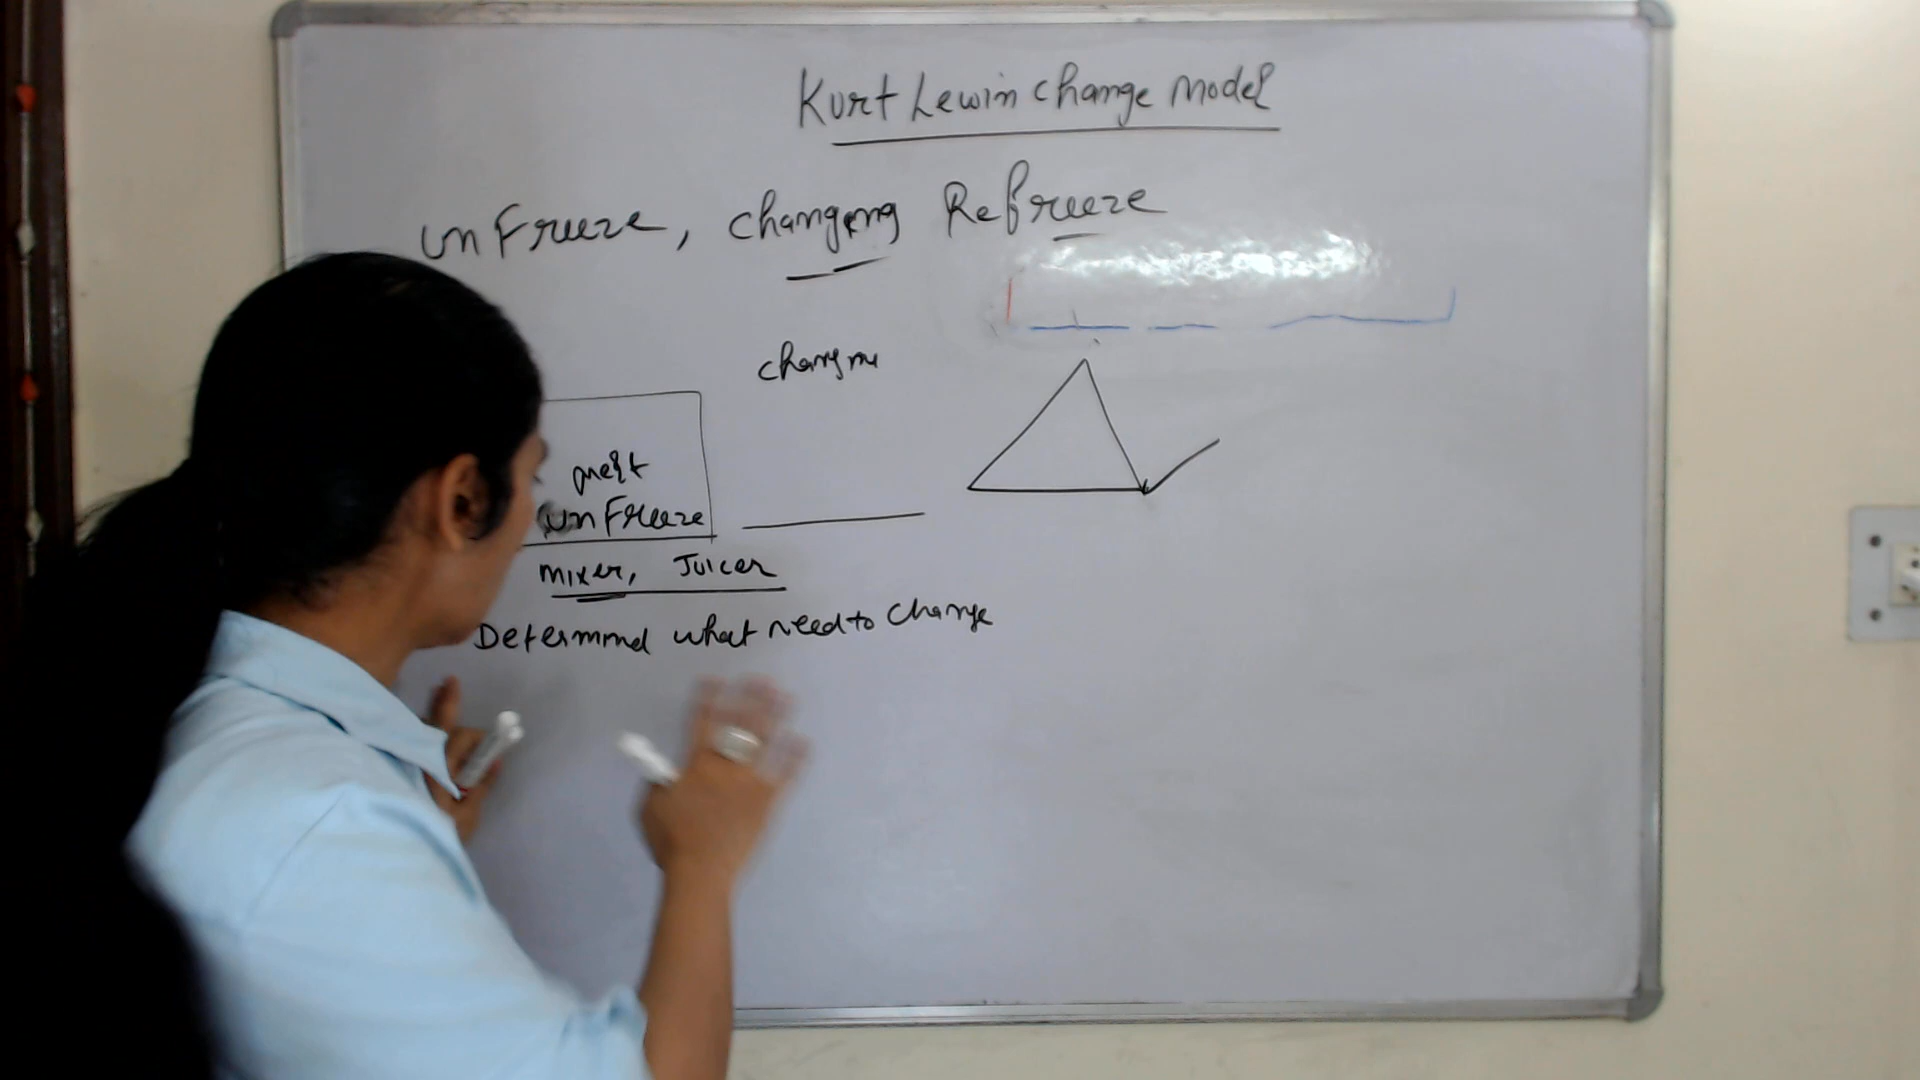 Kurt Lewin change model
unFreeze, changing Refreeze
changing
melt
unFreeze
mixer, Juicer
Determind what need to change